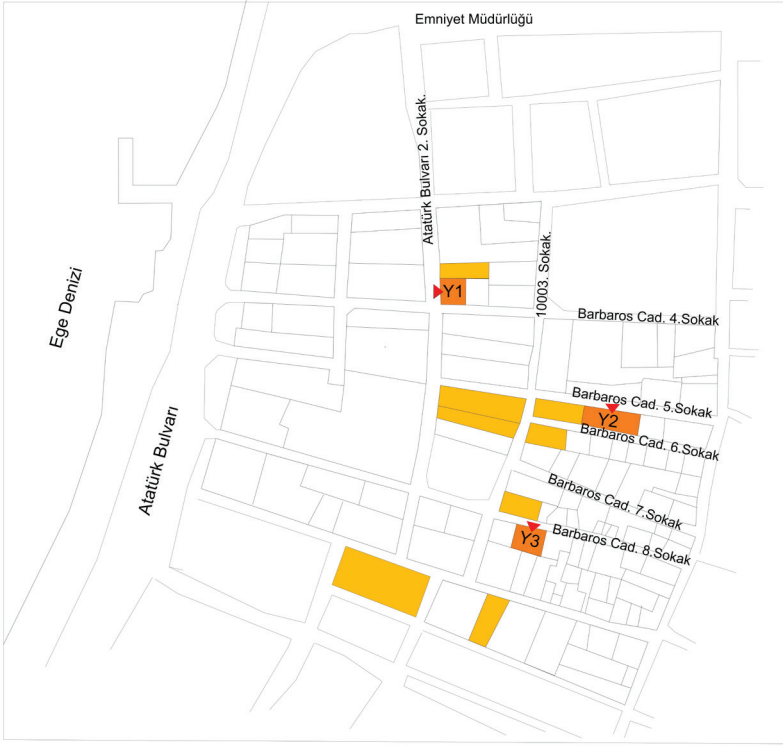 Emniyet Müdürlüğü
Atatürk Bulvarı 2. Sokak.
10003. Sokak.
Y1
Ege Denizi
Barbaros Cad. 4.Sokak
Atatürk Bulvarı
Barbaros Cad. 5.Sokak
Y2
Barbaros Cad. 6.Sokak
Barbaros Cad. 7.Sokak
Y3
Barbaros Cad. 8.Sokak